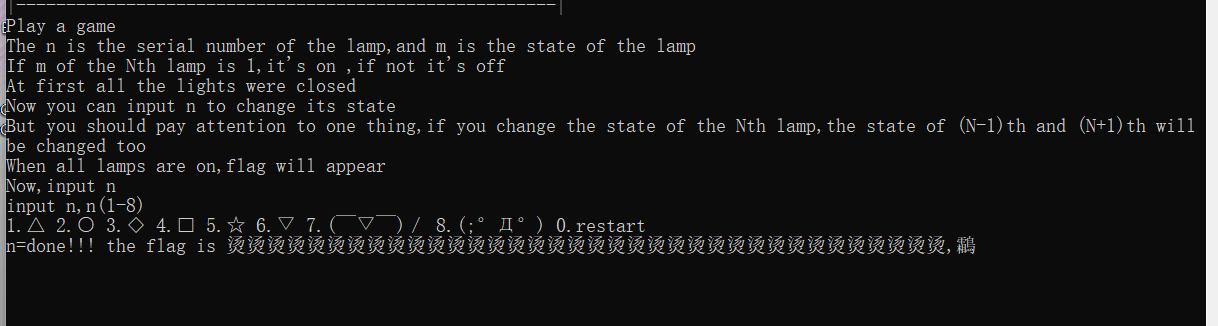 |------------------------------------------------------|
Play a game
The n is the serial number of the lamp,and m is the state of the lamp
If m of the Nth lamp is 1,it's on ,if not it's off
At first all the lights were closed
Now you can input n to change its state
But you should pay attention to one thing,if you change the state of the Nth lamp,the state of (N-1)th and (N+1)th will
be changed too
When all lamps are on,flag will appear
Now,input n
input n,n(1-8)
1.△ 2.○ 3.◇ 4.□ 5.☆ 6.▽ 7.(￣▽￣)/ 8.(;°Д°) 0.restart
n=done!!! the flag is 烫烫烫烫烫烫烫烫烫烫烫烫烫烫烫烫烫烫烫烫烫烫烫烫烫烫烫烫烫烫烫烫烫烫烫烫,